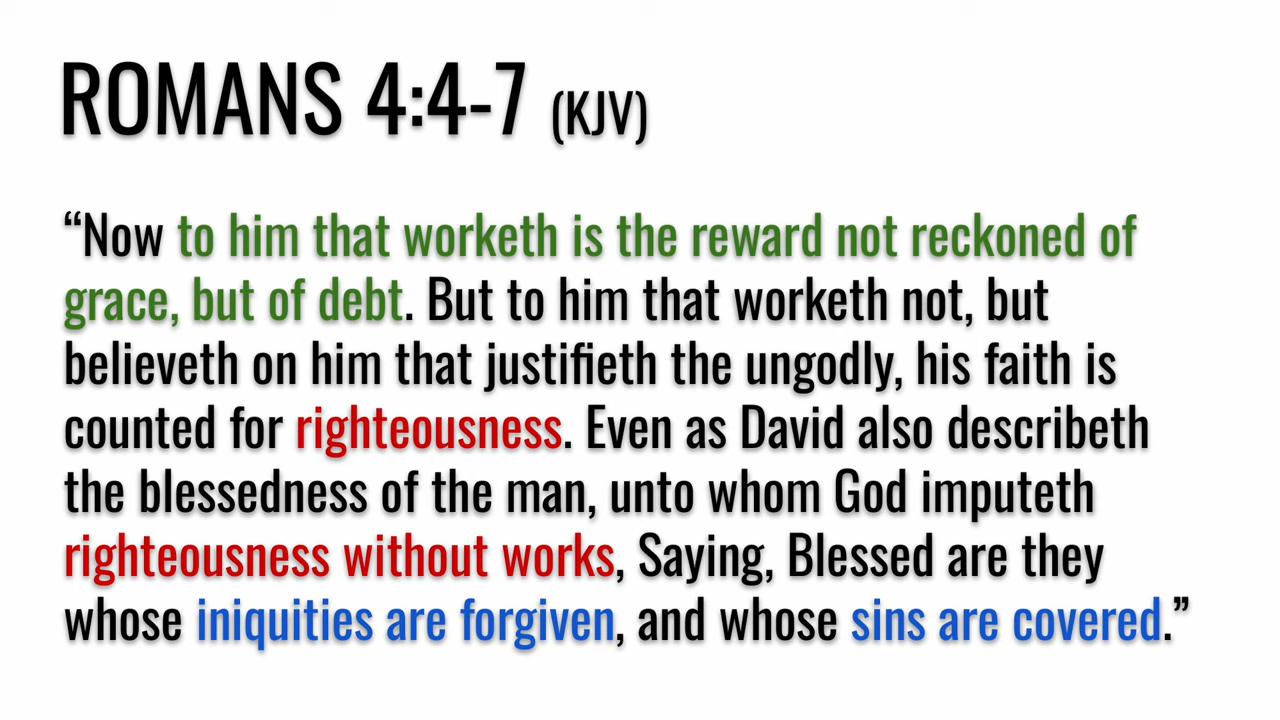 ROMANS 4:4-7 (KJV)
“Now to him that worketh is the reward not reckoned of
grace, but of debt. But to him that worketh not, but
believeth on him that justifieth the ungodly, his faith is
counted for righteousness. Even as David also describeth
the blessedness of the man, unto whom God imputeth
righteousness without works, Saying, Blessed are they
whose iniquities are forgiven, and whose sins are covered.”